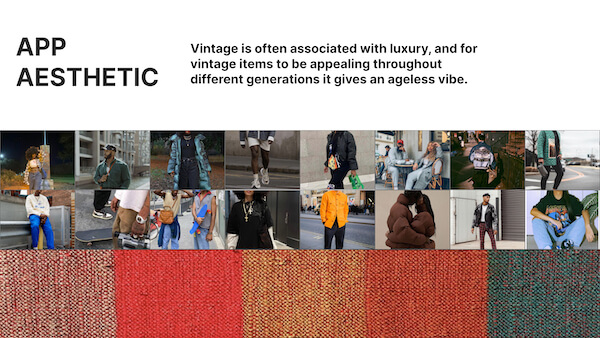 APP
AESTHETIC
Vintage is often associated with luxury, and for
vintage items to be appealing throughout
different generations it gives an ageless vibe.